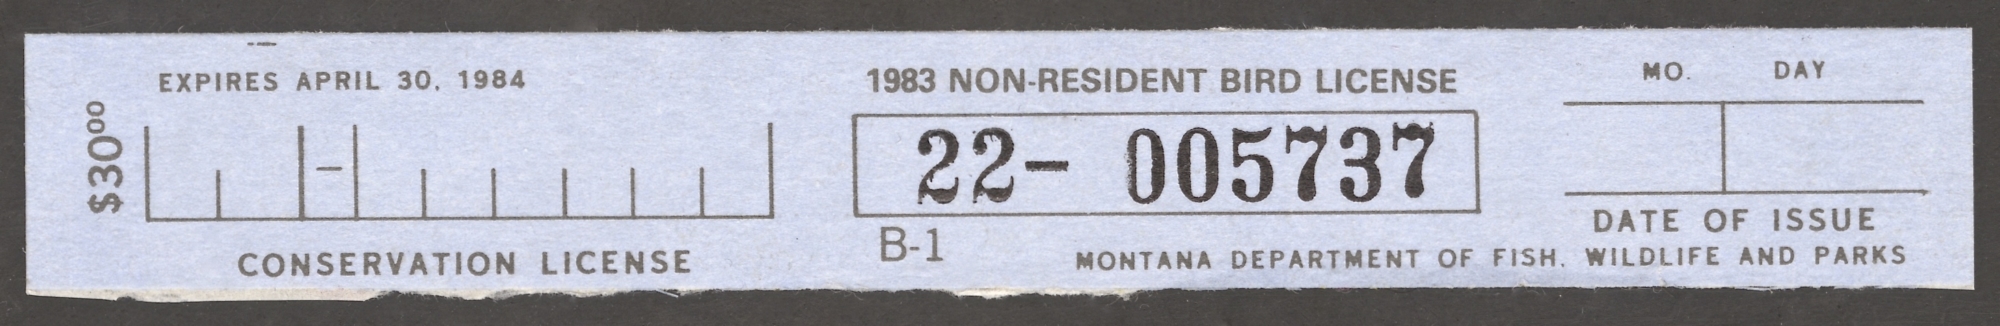 EXPIRES APRIL 30, 1984
$30⁰⁰
CONSERVATION LICENSE
1983 NON-RESIDENT BIRD LICENSE
22- 005737
B-1
MO. DAY
DATE OF ISSUE
MONTANA DEPARTMENT OF FISH, WILDLIFE AND PARKS